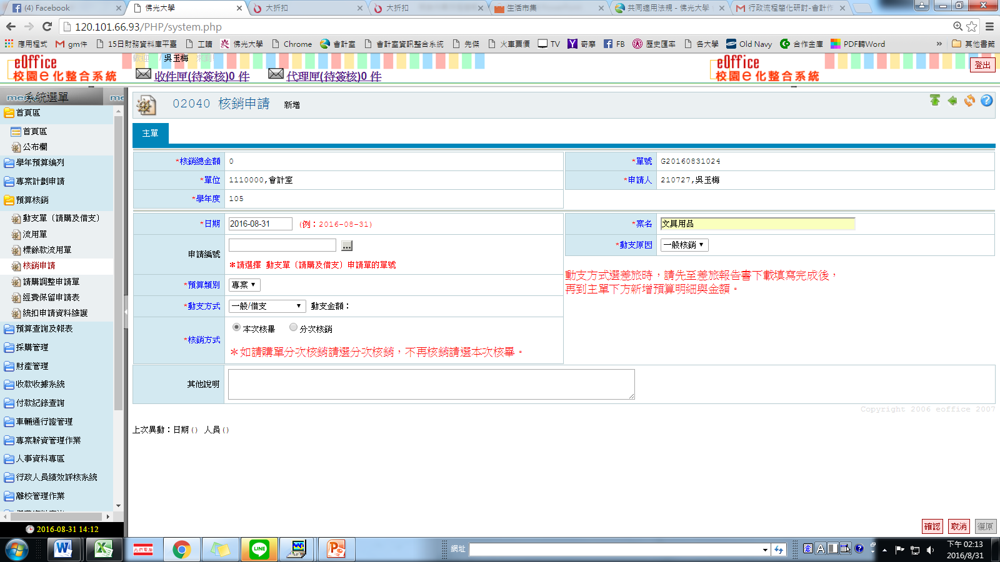 (4) Facebook
佛光大學
大折扣
大折扣
生活市集
共同適用法規 - 佛光大學
行政流程簡化研討-會計作
120.101.66.93/PHP/system.php
應用程式
gm件
15日財務資料庫平臺
工讀
佛光大學
Chrome
會計室
會計室資訊整合系統
先傑
火車票價
TV
奇摩
FB
歷史匯率
各大學
Old Navy
合作金庫
PDF轉Word
»
其他書籤
eOffice
校園e化整合系統
歡迎 吳玉梅 來到
收件匣(待簽核)0 件
代理匣(待簽核)0 件
eOffice
校園e化整合系統
登出
系統選單
首頁區
首頁區
公布欄
學年預算編列
專案計劃申請
預算核銷
動支單〔請購及借支〕
流用單
標餘款流用單
核銷申請
請購調整申請單
經費保留申請表
統扣申請資料維護
預算查詢及報表
採購管理
財產管理
收款收據系統
付款紀錄查詢
車輛通行證管理
專案薪資管理作業
人事資料專區
行政人員績效評核系統
離校管理作業
2016-08-31 14:12
02040 核銷申請 新增
主單
*核銷總金額 0
*單號 G20160831024
*單位 1110000,會計室
*申請人 210727,吳玉梅
*學年度 105
*日期 2016-08-31 (例：2016-08-31)
*案名 文具用品
申請編號 ...
＊請選擇 動支單〔請購及借支〕申請單的單號
*動支原因 一般核銷
*預算類別 專案
動支方式選差旅時，請先至差旅報告書下載填寫完成後，
再到主單下方新增預算明細與金額。
*動支方式 一般/借支 動支金額：
*核銷方式 本次核畢 分次核銷
＊如請購單分次核銷請選分次核銷，不再核銷請選本次核畢。
其他說明
Copyright 2006 eoffice 2007
上次異動：日期() 人員()
確認
取消
復原
網址
下午 02:13
2016/8/31